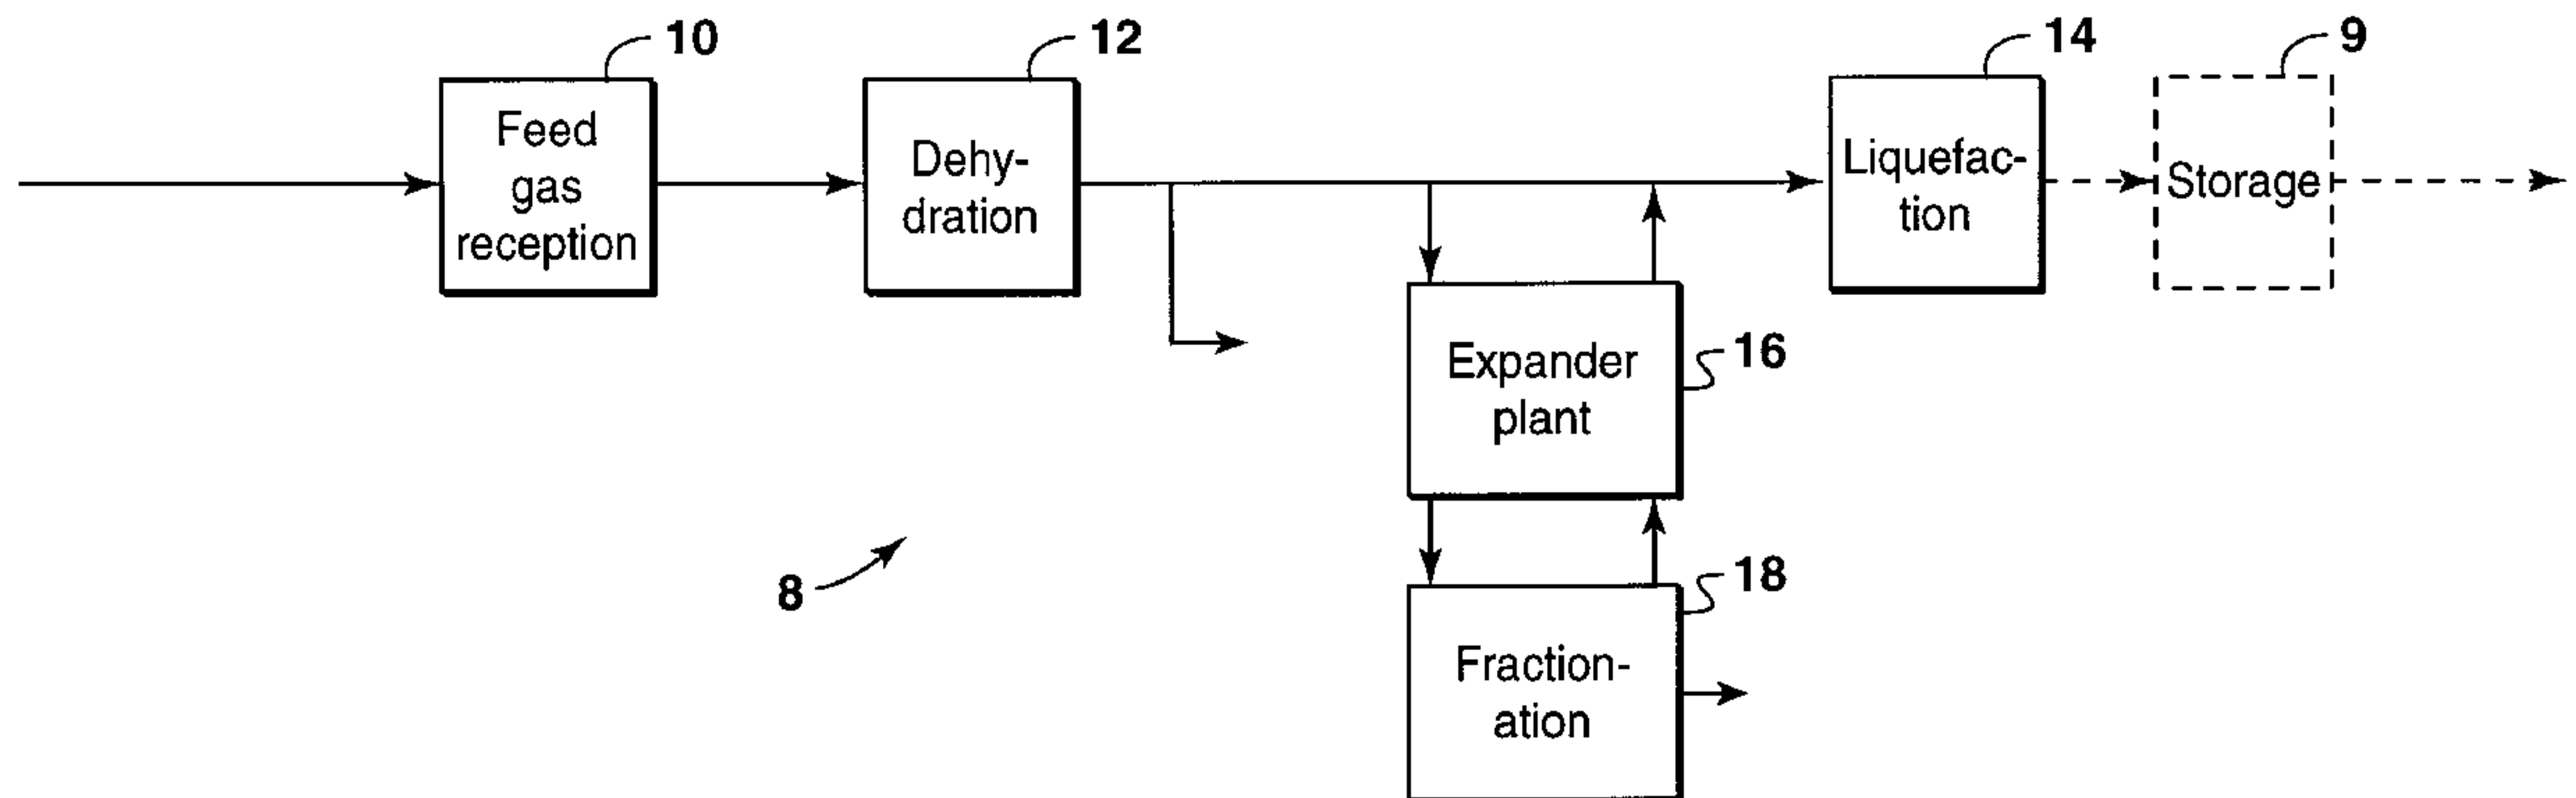 10
12
14
9
Feed
gas
reception
Dehy-
dration
Liquefac-
tion
Storage
Expander
plant
16
8
18
Fraction-
ation